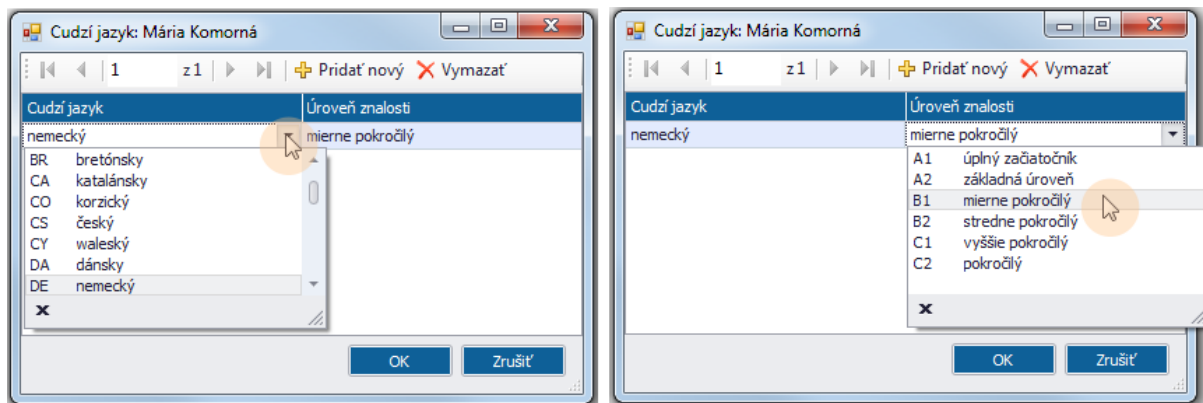 Cudzí jazyk: Mária Komorná
1 z 1 Pridať nový Vymazať
Cudzí jazyk Úroveň znalosti
nemecký mierne pokročilý
BR bretónsky
CA katalánsky
CO korzický
CS český
CY waleský
DA dánsky
DE nemecký
x
OK Zrušiť
Cudzí jazyk: Mária Komorná
1 z 1 Pridať nový Vymazať
Cudzí jazyk Úroveň znalosti
nemecký mierne pokročilý
A1 úplný začiatočník
A2 základná úroveň
B1 mierne pokročilý
B2 stredne pokročilý
C1 vyššie pokročilý
C2 pokročilý
x
OK Zrušiť